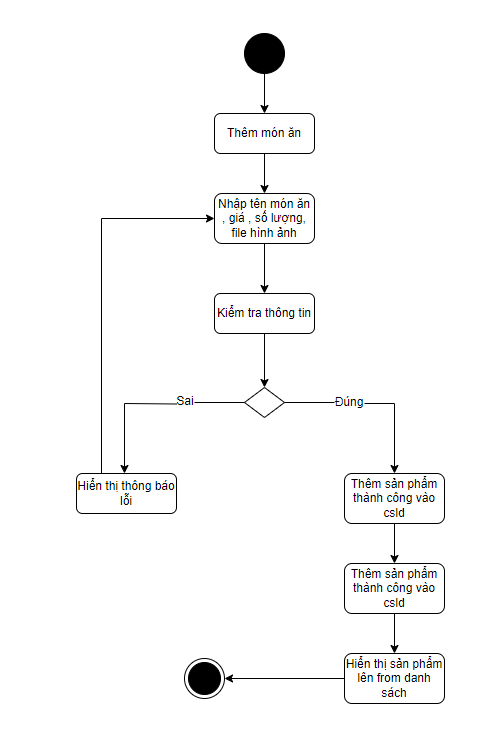 Thêm món ăn
Nhập tên món ăn
, giá , số lượng,
file hình ảnh
Kiểm tra thông tin
Sai
Đúng
Hiển thị thông báo
lỗi
Thêm sản phẩm
thành công vào
csld
Thêm sản phẩm
thành công vào
csld
Hiển thị sản phẩm
lên from danh
sách